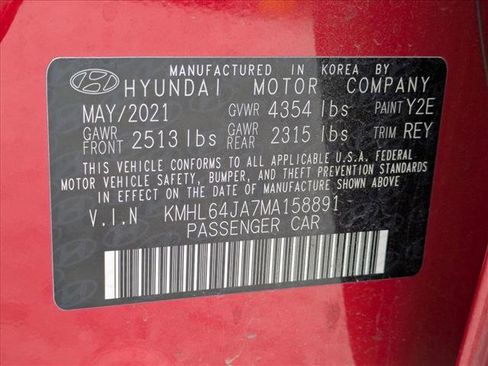 MANUFACTURED IN KOREA BY
HYUNDAI MOTOR COMPANY
MAY/2021 GVWR 4354 lbs PAINT Y2E
GAWR FRONT 2513 lbs GAWR REAR 2315 lbs TRIM REY
THIS VEHICLE CONFORMS TO ALL APPLICABLE U.S.A. FEDERAL
MOTOR VEHICLE SAFETY, BUMPER, AND THEFT PREVENTION STANDARDS
IN EFFECT ON THE DATE OF MANUFACTURE SHOWN ABOVE.
V.I.N KMHL64JA7MA158891
PASSENGER CAR